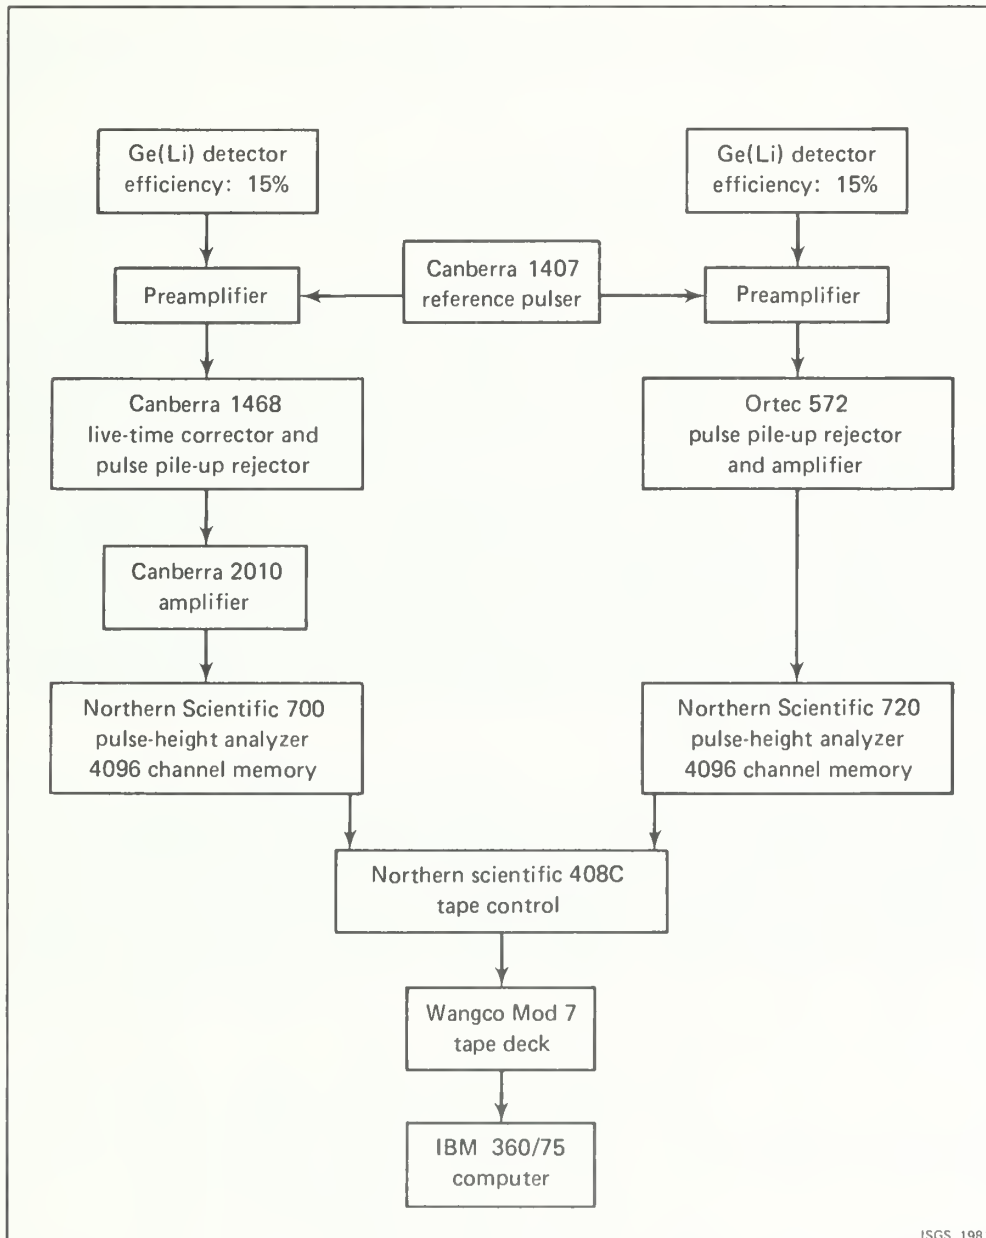 Ge(Li) detector
efficiency: 15%
Ge(Li) detector
efficiency: 15%
Preamplifier
Canberra 1407
reference pulser
Preamplifier
Canberra 1468
live-time corrector and
pulse pile-up rejector
Ortec 572
pulse pile-up rejector
and amplifier
Canberra 2010
amplifier
Northern Scientific 700
pulse-height analyzer
4096 channel memory
Northern Scientific 720
pulse-height analyzer
4096 channel memory
Northern scientific 408C
tape control
Wangco Mod 7
tape deck
IBM 360/75
computer
ISGS 198